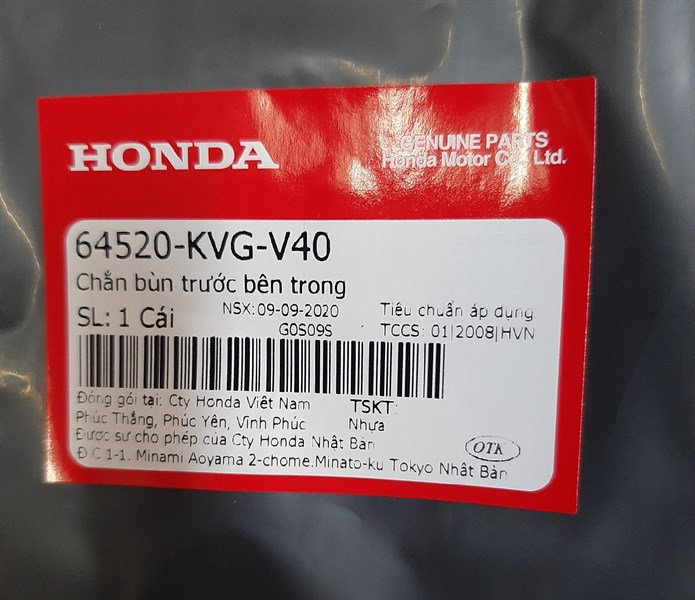 HONDA
GENUINE PARTS
Honda Motor Co., Ltd.
64520-KVG-V40
Chắn bùn trước bên trong
SL: 1 Cái
NSX: 09-09-2020
G0S09S
Tiêu chuẩn áp dụng:
TCCS: 01|2008|HVN
Đóng gói tại: Cty Honda Việt Nam
Phúc Thắng, Phúc Yên, Vĩnh Phúc
TSKT:
Nhựa
Được sự cho phép của Cty Honda Nhật Bản
Đ.C 1-1. Minami Aoyama 2-chome.Minato-ku Tokyo Nhật Bản
OTK